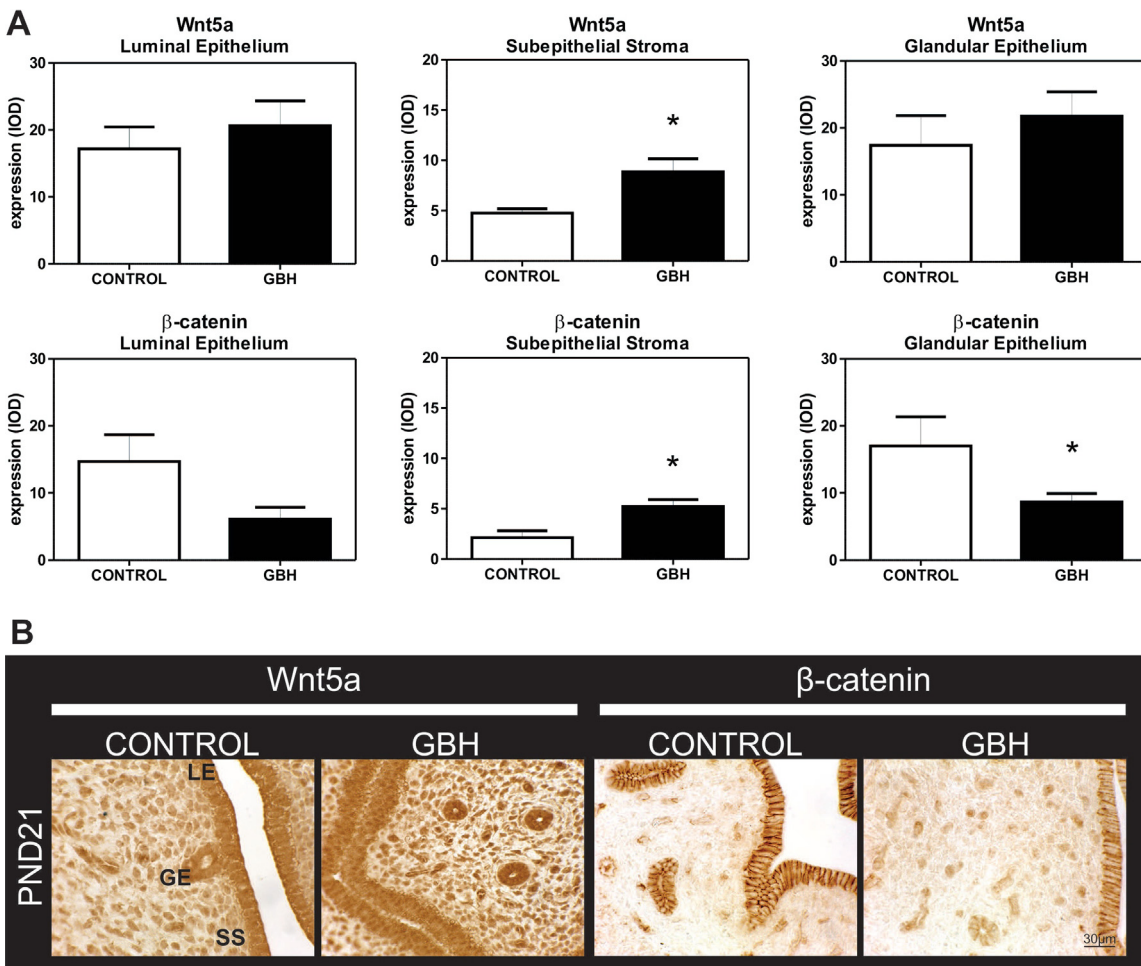 A
Wnt5a
Luminal Epithelium
expression (IOD)
30
20
10
0
CONTROL
GBH
Wnt5a
Subepithelial Stroma
expression (IOD)
20
15
10
5
0
CONTROL
GBH
*
Wnt5a
Glandular Epithelium
expression (IOD)
30
20
10
0
CONTROL
GBH
β-catenin
Luminal Epithelium
expression (IOD)
30
20
10
0
CONTROL
GBH
β-catenin
Subepithelial Stroma
expression (IOD)
20
15
10
5
0
CONTROL
GBH
*
β-catenin
Glandular Epithelium
expression (IOD)
30
20
10
0
CONTROL
GBH
*
B
Wnt5a
β-catenin
CONTROL
GBH
CONTROL
GBH
PND21
LE
GE
SS
30μm